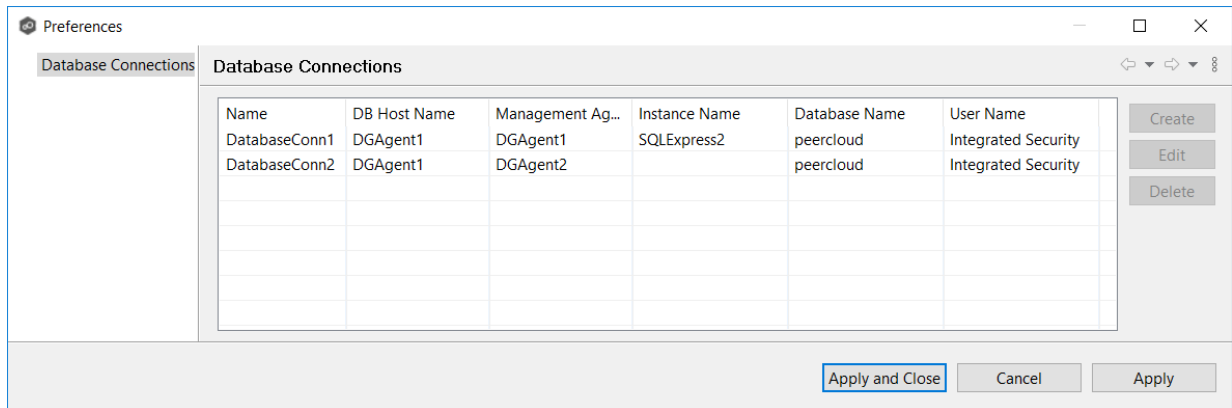 Preferences
Database Connections
Database Connections
Name DB Host Name Management Ag... Instance Name Database Name User Name
DatabaseConn1 DGAgent1 DGAgent1 SQLExpress2 peercloud Integrated Security
DatabaseConn2 DGAgent1 DGAgent2 peercloud Integrated Security
Create
Edit
Delete
Apply and Close Cancel Apply